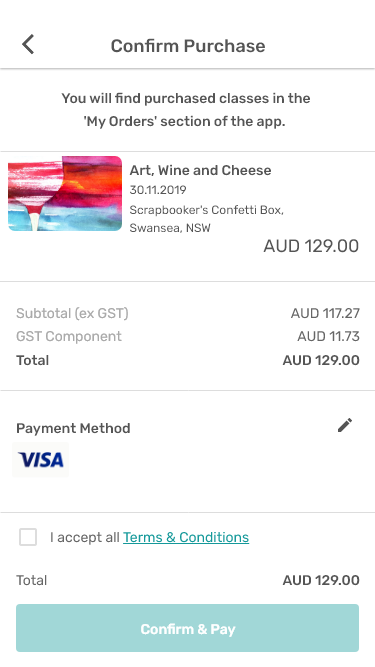 Confirm Purchase
You will find purchased classes in the
'My Orders' section of the app.
Art, Wine and Cheese
30.11.2019
Scrapbooker's Confetti Box,
Swansea, NSW
AUD 129.00
Subtotal (ex GST) AUD 117.27
GST Component AUD 11.73
Total AUD 129.00
Payment Method
VISA
I accept all Terms & Conditions
Total AUD 129.00
Confirm & Pay